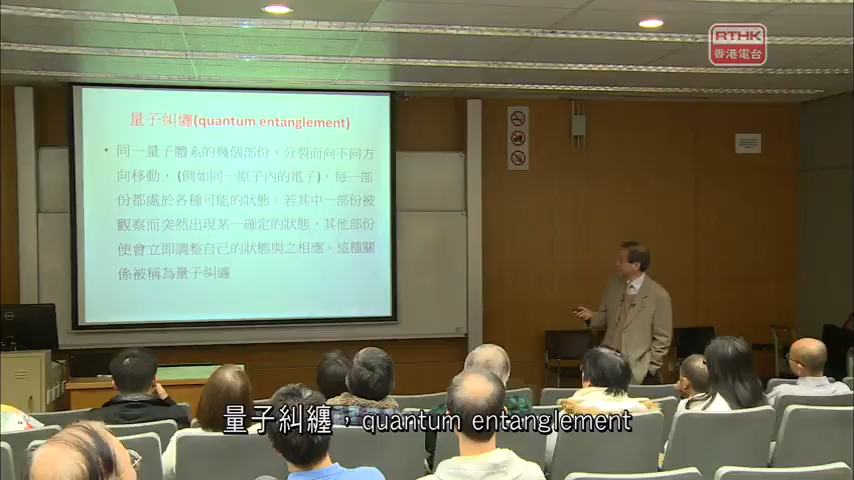 RTHK
香港電台
量子糾纏(quantum entanglement)
• 同一量子體系的幾個部份，分裂而向不同方
向移動， (例如同一原子內的電子)，每一部
份都處於各種可能的狀態。若其中一部份被
觀察而突然出現某一確定的狀態，其他部份
便會立即調整自己的狀態與之相應。這種關
係被稱為量子糾纏
量子糾纏，quantum entanglement